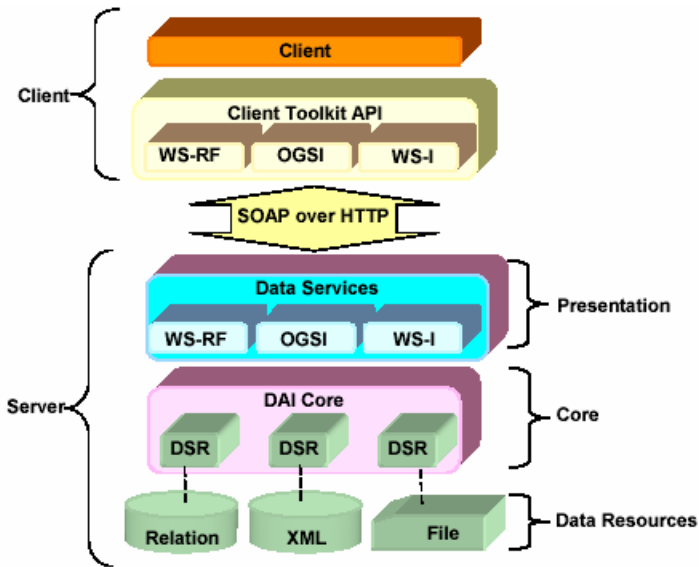 Client
Client
Client Toolkit API
WS-RF OGSI WS-I
SOAP over HTTP
Data Services
WS-RF OGSI WS-I
Presentation
Server
DAI Core
DSR DSR DSR
Core
Relation XML File
Data Resources